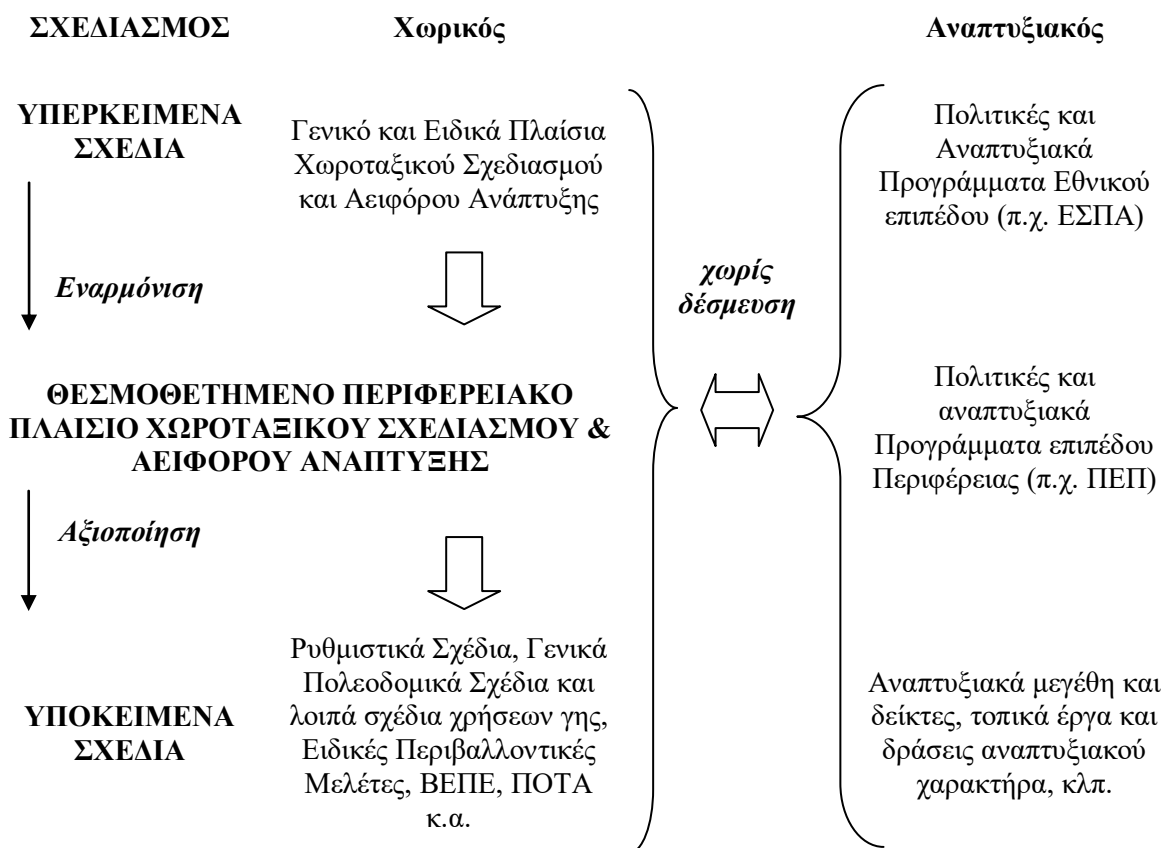 ΣΧΕΔΙΑΣΜΟΣ
Χωρικός
Αναπτυξιακός
ΥΠΕΡΚΕΙΜΕΝΑ
ΣΧΕΔΙΑ
Γενικό και Ειδικά Πλαίσια
Χωροταξικού Σχεδιασμού
και Αειφόρου Ανάπτυξης
Πολιτικές και
Αναπτυξιακά
Προγράμματα Εθνικού
επιπέδου (π.χ. ΕΣΠΑ)
Εναρμόνιση
χωρίς
δέσμευση
ΘΕΣΜΟΘΕΤΗΜΕΝΟ ΠΕΡΙΦΕΡΕΙΑΚΟ
ΠΛΑΙΣΙΟ ΧΩΡΟΤΑΞΙΚΟΥ ΣΧΕΔΙΑΣΜΟΥ &
ΑΕΙΦΟΡΟΥ ΑΝΑΠΤΥΞΗΣ
Πολιτικές και
αναπτυξιακά
Προγράμματα επιπέδου
Περιφέρειας (π.χ. ΠΕΠ)
Αξιοποίηση
ΥΠΟΚΕΙΜΕΝΑ
ΣΧΕΔΙΑ
Ρυθμιστικά Σχέδια, Γενικά
Πολεοδομικά Σχέδια και
λοιπά σχέδια χρήσεων γης,
Ειδικές Περιβαλλοντικές
Μελέτες, ΒΕΠΕ, ΠΟΤΑ
κ.α.
Αναπτυξιακά μεγέθη και
δείκτες, τοπικά έργα και
δράσεις αναπτυξιακού
χαρακτήρα, κλπ.